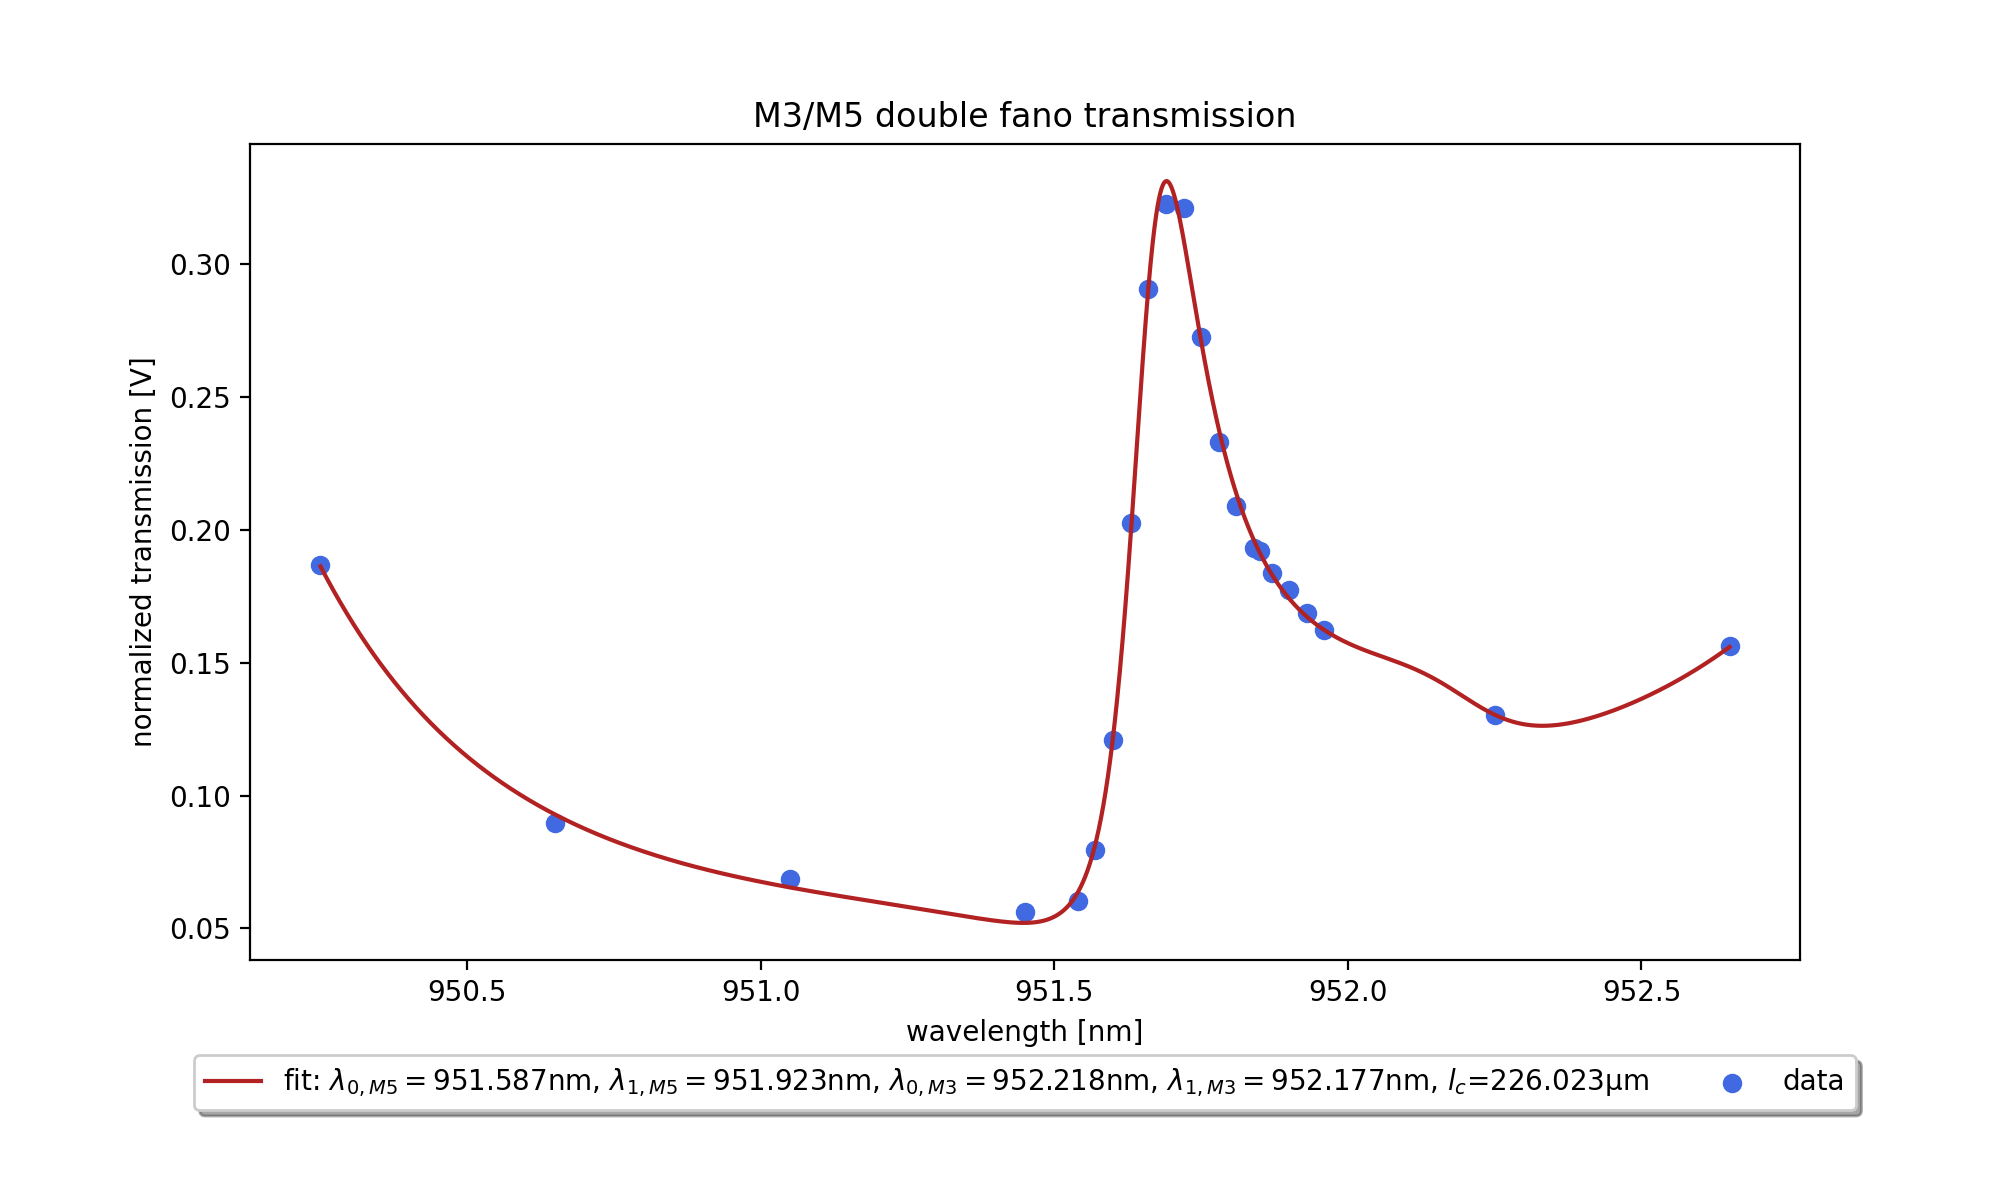 M3/M5 double fano transmission
normalized transmission [V]
0.30
0.25
0.20
0.15
0.10
0.05
950.5 951.0 951.5 952.0 952.5
wavelength [nm]
fit: λ₀,M5 = 951.587nm, λ₁,M5 = 951.923nm, λ₀,M3 = 952.218nm, λ₁,M3 = 952.177nm, l_c=226.023μm data